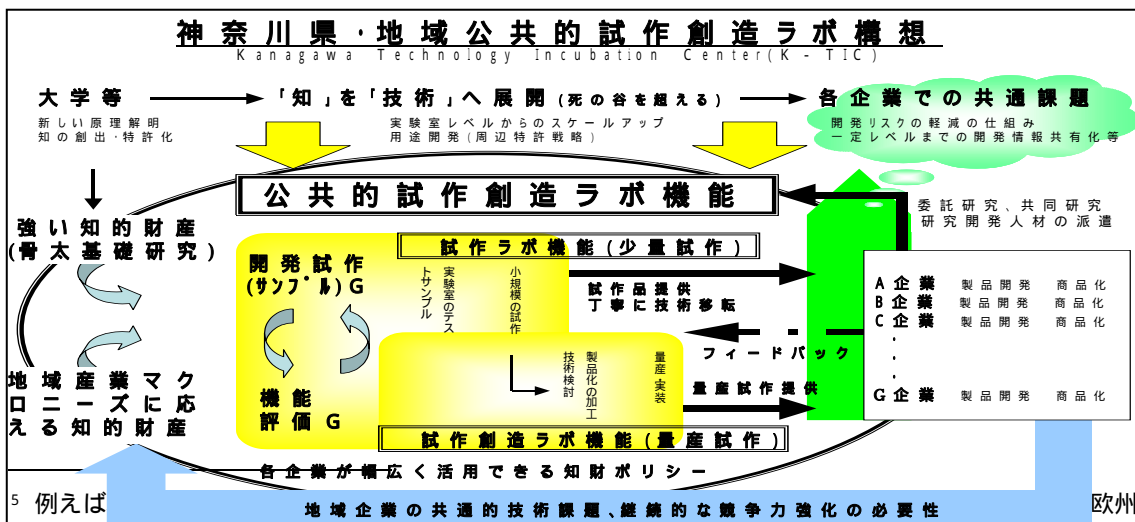 神奈川県・地域公共的試作創造ラボ構想
Kanagawa Technology Incubation Center(K-TIC)
大学等
「知」を「技術」へ展開(死の谷を超える)
各企業での共通課題
新しい原理解明
知の創出・特許化
実験室レベルからのスケールアップ
用途開発(周辺特許戦略)
開発リスクの軽減の仕組み
一定レベルまでの開発情報共有化等
公共的試作創造ラボ機能
委託研究、共同研究
研究開発人材の派遣
強い知的財産
(骨太基礎研究)
試作ラボ機能(少量試作)
開発試作
(サンプル)G
実験室のテス
トサンプル
小規模の試作
試作品提供
丁寧に技術移転
A企業 製品開発 商品化
B企業 製品開発 商品化
C企業 製品開発 商品化
・
・
・
G企業 製品開発 商品化
フィードバック
地域産業マク
ロニーズに応
える知的財産
機能
評価G
製品化の加工
技術検討
量産・実装
量産試作提供
試作創造ラボ機能(量産試作)
各企業が幅広く活用できる知財ポリシー
地域企業の共通的技術課題、継続的な競争力強化の必要性
5 例えば
欧州